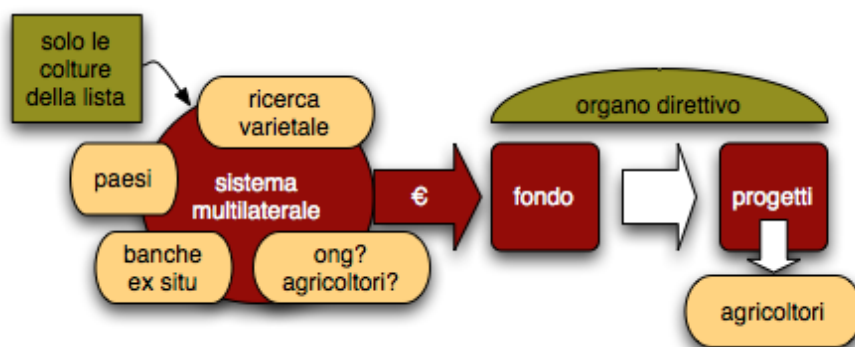 solo le
colture
della lista
ricerca
varietale
organo direttivo
paesi
sistema
multilaterale
€
fondo
progetti
banche
ex situ
ong?
agricoltori?
agricoltori